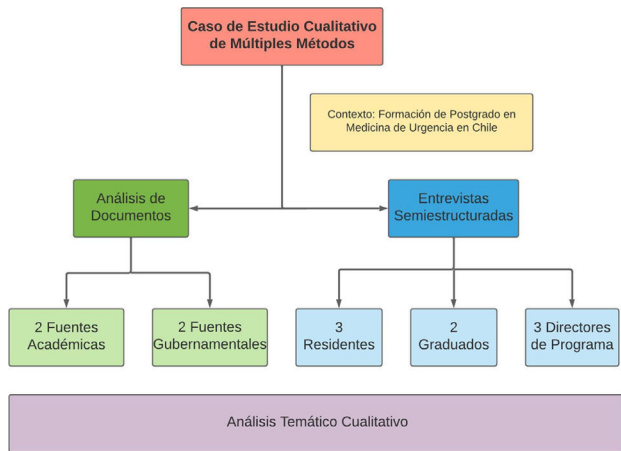 Caso de Estudio Cualitativo
de Múltiples Métodos
Contexto: Formación de Postgrado en
Medicina de Urgencia en Chile
Análisis de
Documentos
Entrevistas
Semiestructuradas
2 Fuentes
Académicas
2 Fuentes
Gubernamentales
3
Residentes
2
Graduados
3 Directores
de Programa
Análisis Temático Cualitativo